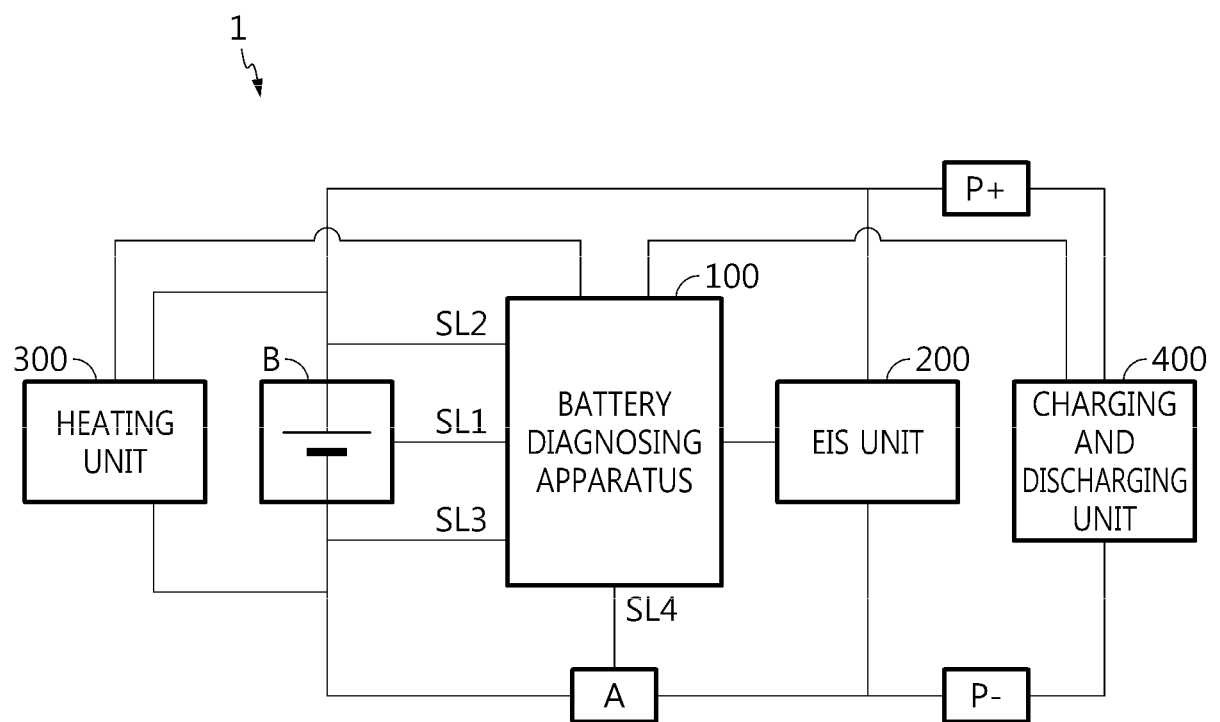 1
P+
100
SL2
300
B
200
400
HEATING
UNIT
SL1
BATTERY
DIAGNOSING
APPARATUS
EIS UNIT
CHARGING
AND
DISCHARGING
UNIT
SL3
SL4
A
P-